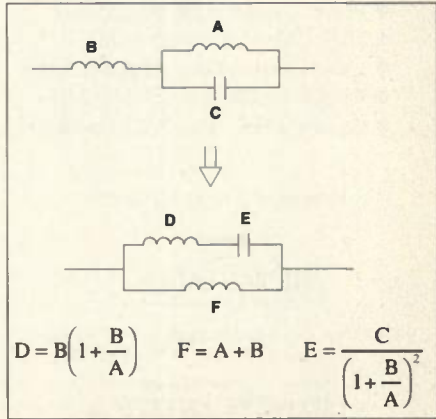 A
B
C
D E
F
D = B(1 + B/A) F = A + B E = C/(1 + B/A)²